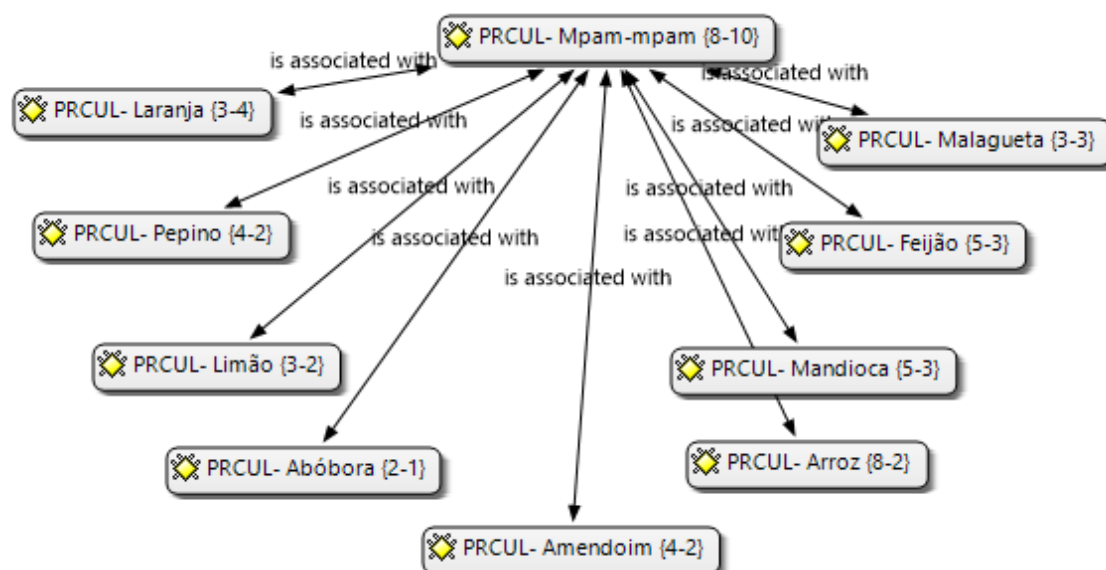 PRCUL- Mpam-mpam {8-10}
is associated with
is associated with
PRCUL- Laranja {3-4}
is associated with
is associated with
PRCUL- Malagueta {3-3}
is associated with
is associated with
PRCUL- Pepino {4-2}
is associated with
is associated with
PRCUL- Feijão {5-3}
is associated with
PRCUL- Limão {3-2}
PRCUL- Mandioca {5-3}
PRCUL- Abóbora {2-1}
PRCUL- Arroz {8-2}
PRCUL- Amendoim {4-2}